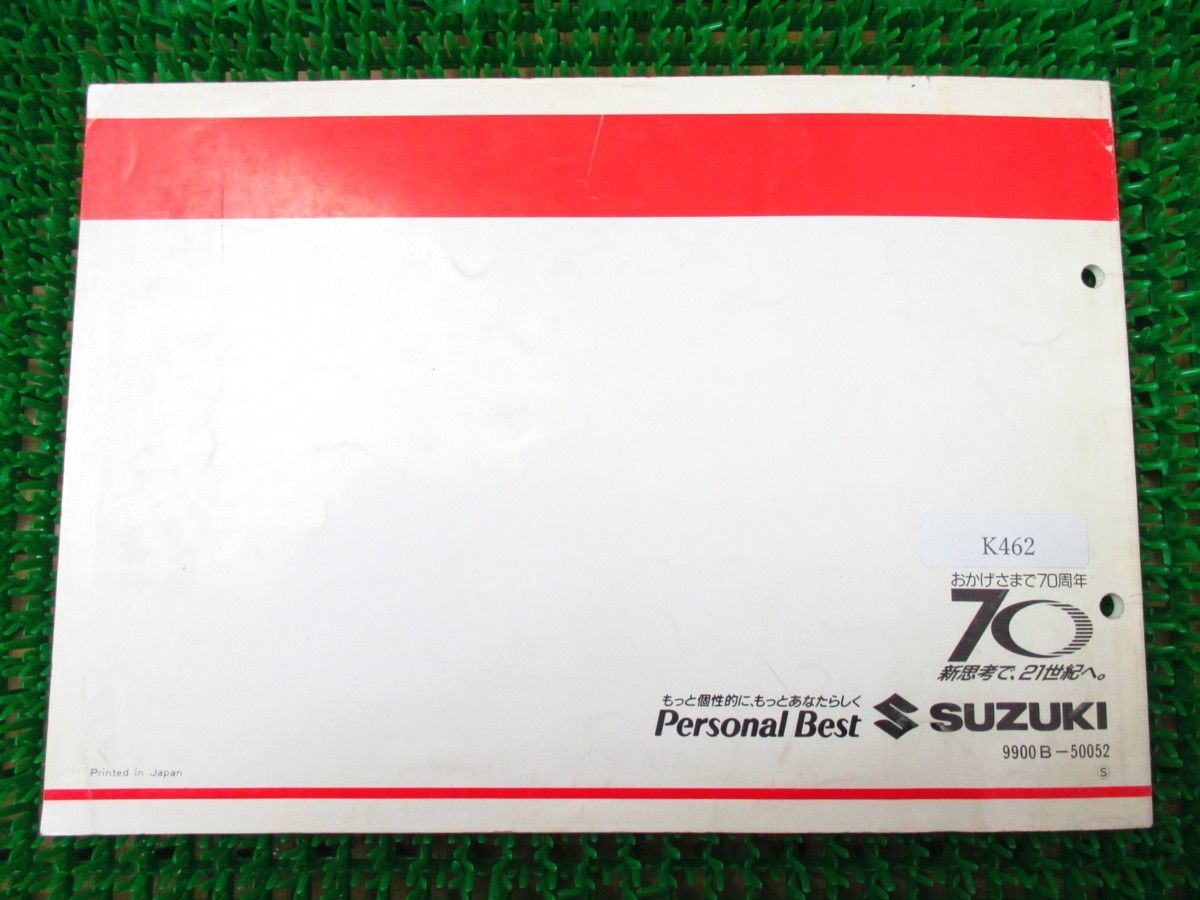 K462
おかげさまで70周年
70
新思考で、21世紀へ。
もっと個性的に、もっとあなたらしく
Personal Best SUZUKI
9900B-50052
Printed in Japan
Ⓢ